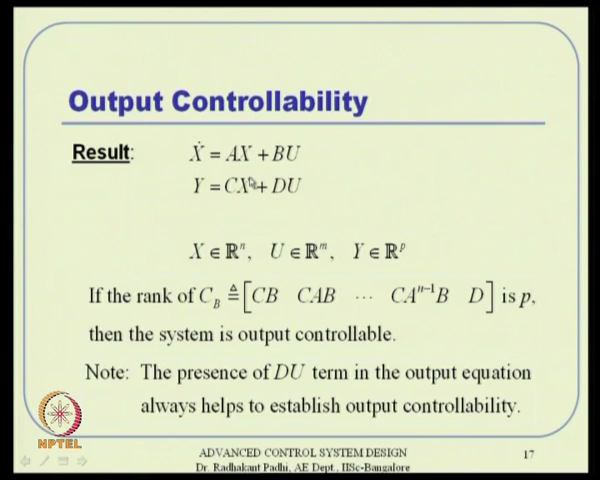 Output Controllability
Result: Ẋ = AX + BU
Y = CX + DU
X ∈ ℝⁿ, U ∈ ℝᵐ, Y ∈ ℝᵖ
If the rank of C_B ≜ [CB CAB ⋯ CAⁿ⁻¹B D] is p,
then the system is output controllable.
Note: The presence of DU term in the output equation
always helps to establish output controllability.
NPTEL
ADVANCED CONTROL SYSTEM DESIGN
Dr. Radhakant Padhi, AE Dept., IISc-Bangalore
17